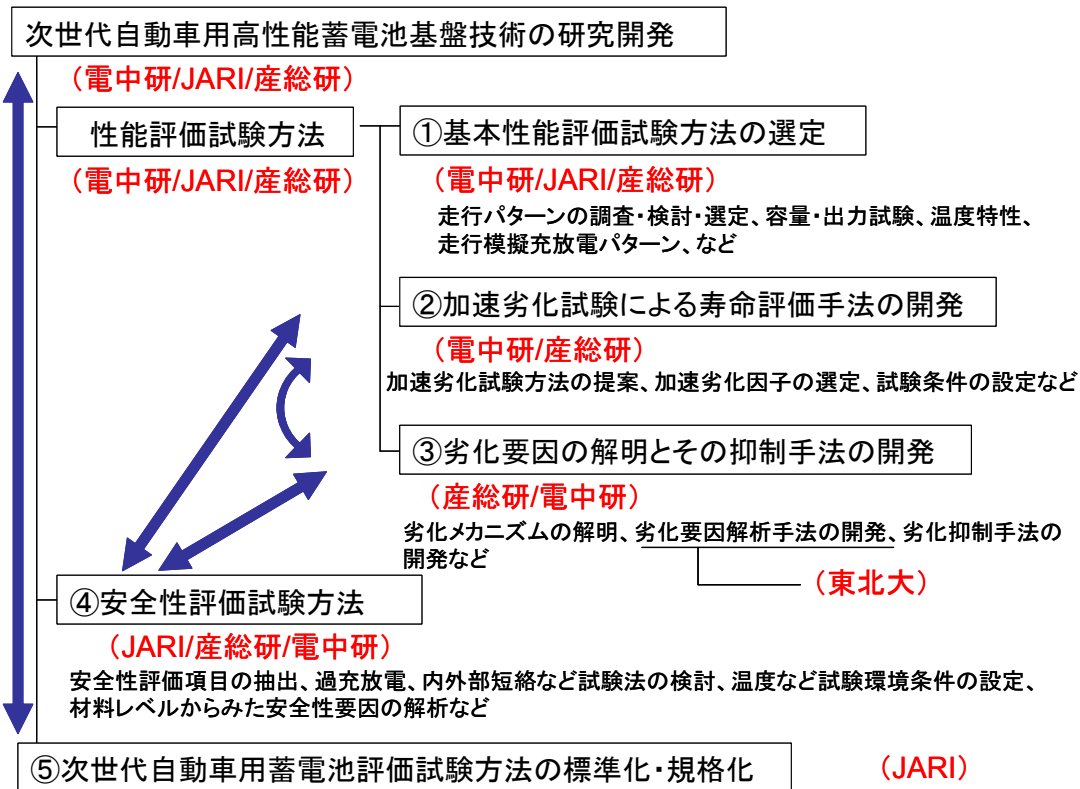 次世代自動車用高性能蓄電池基盤技術の研究開発
（電中研/JARI/産総研）
性能評価試験方法
（電中研/JARI/産総研）
①基本性能評価試験方法の選定
（電中研/JARI/産総研）
走行パターンの調査・検討・選定、容量・出力試験、温度特性、
走行模擬充放電パターン、など
②加速劣化試験による寿命評価手法の開発
（電中研/産総研）
加速劣化試験方法の提案、加速劣化因子の選定、試験条件の設定など
③劣化要因の解明とその抑制手法の開発
（産総研/電中研）
劣化メカニズムの解明、劣化要因解析手法の開発、劣化抑制手法の
開発など
（東北大）
④安全性評価試験方法
（JARI/産総研/電中研）
安全性評価項目の抽出、過充放電、内外部短絡など試験法の検討、温度など試験環境条件の設定、
材料レベルからみた安全性要因の解析など
⑤次世代自動車用蓄電池評価試験方法の標準化・規格化
（JARI）